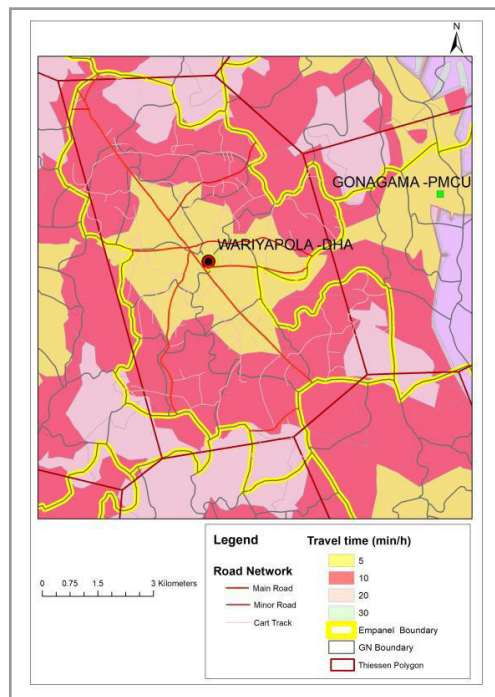 N
GONAGAMA -PMCU
WARIYAPOLA -DHA
Legend
Road Network
Main Road
Minor Road
Cart Track
Travel time (min/h)
5
10
20
30
Empanel Boundary
GN Boundary
Thiessen Polygon
0 0.75 1.5 3 Kilometers